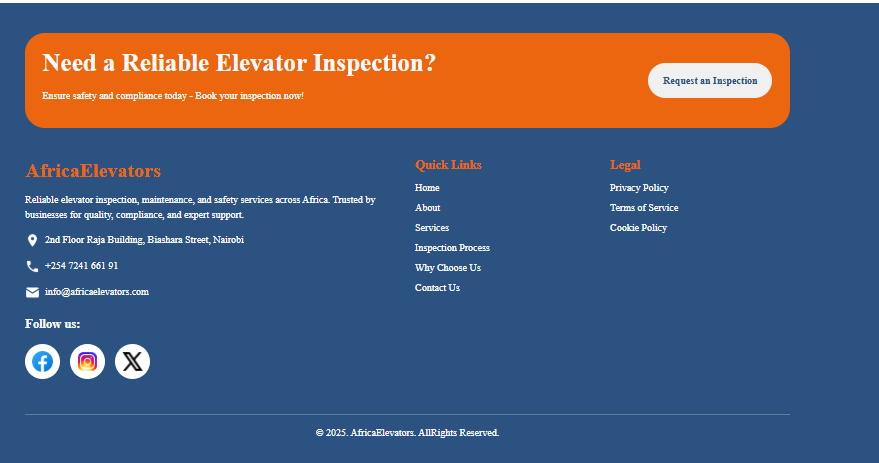 Need a Reliable Elevator Inspection?
Ensure safety and compliance today - Book your inspection now!
Request an Inspection
AfricaElevators
Reliable elevator inspection, maintenance, and safety services across Africa. Trusted by
businesses for quality, compliance, and expert support.
2nd Floor Raja Building, Biashara Street, Nairobi
+254 7241 661 91
info@africaelevators.com
Follow us:
Quick Links
Home
About
Services
Inspection Process
Why Choose Us
Contact Us
Legal
Privacy Policy
Terms of Service
Cookie Policy
© 2025. AfricaElevators. AllRights Reserved.